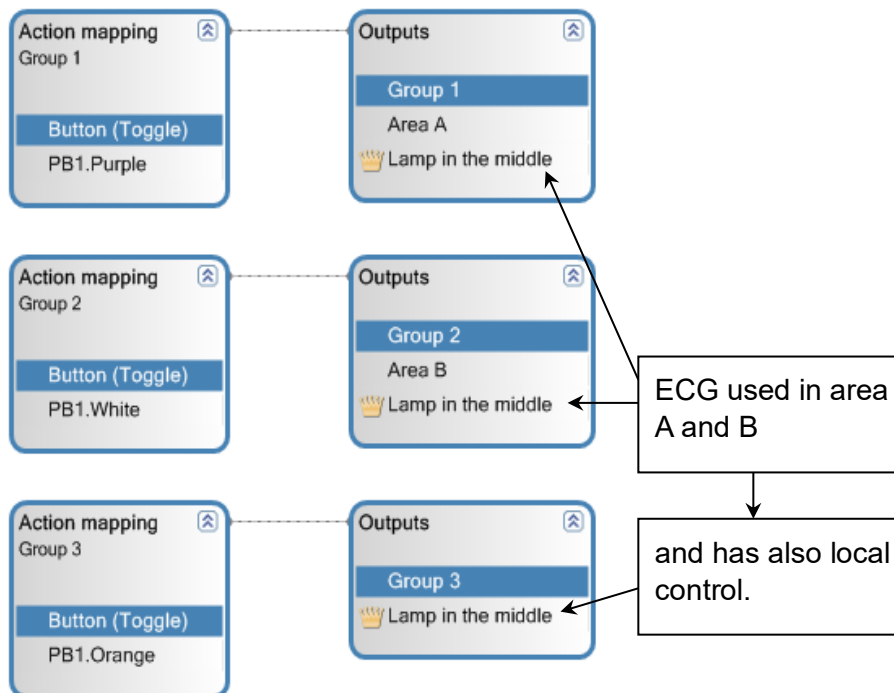 Action mapping
Group 1
Button (Toggle)
PB1.Purple
Outputs
Group 1
Area A
Lamp in the middle
Action mapping
Group 2
Button (Toggle)
PB1.White
Outputs
Group 2
Area B
Lamp in the middle
ECG used in area
A and B
Action mapping
Group 3
Button (Toggle)
PB1.Orange
Outputs
Group 3
Lamp in the middle
and has also local
control.